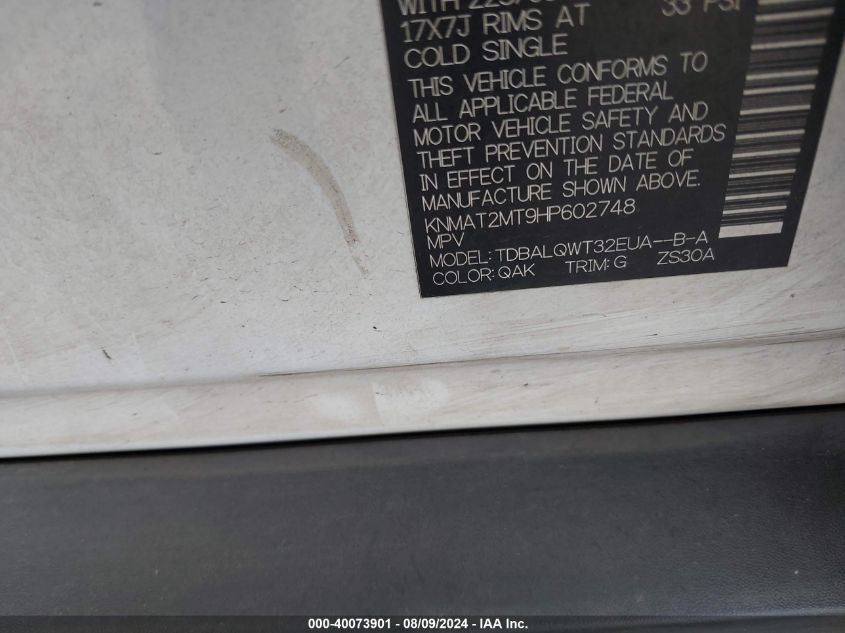 17X7J RIMS AT 33 PSI
COLD SINGLE
THIS VEHICLE CONFORMS TO
ALL APPLICABLE FEDERAL
MOTOR VEHICLE SAFETY AND
THEFT PREVENTION STANDARDS
IN EFFECT ON THE DATE OF
MANUFACTURE SHOWN ABOVE.
KNMAT2MT9HP602748
MPV
MODEL: TDBALQWT32EUA--B-A
COLOR: QAK TRIM: G ZS30A
000-40073901 - 08/09/2024 - IAA Inc.